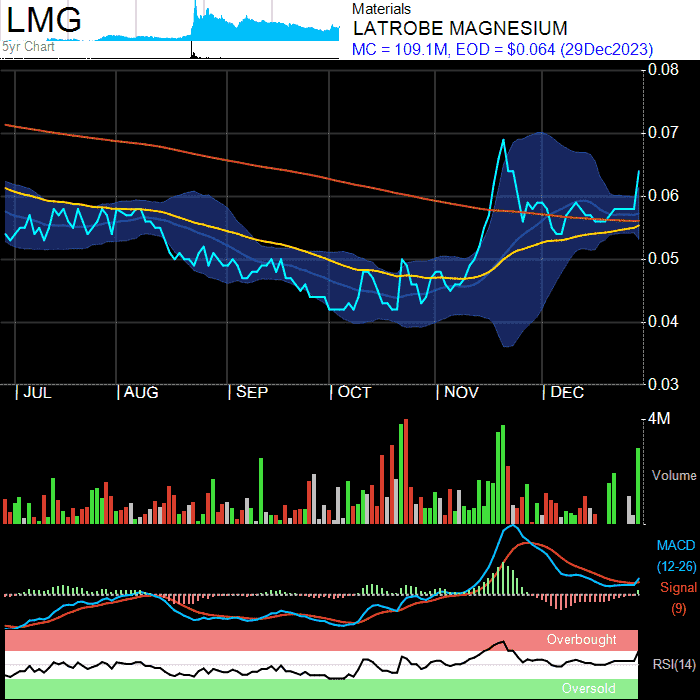 LMG
5yr Chart
Materials
LATROBE MAGNESIUM
MC = 109.1M, EOD = $0.064 (29Dec2023)
0.08
0.07
0.06
0.05
0.04
0.03
| JUL | AUG | SEP | OCT | NOV | DEC
4M
Volume
MACD
(12-26)
Signal
(9)
Overbought
RSI(14)
Oversold